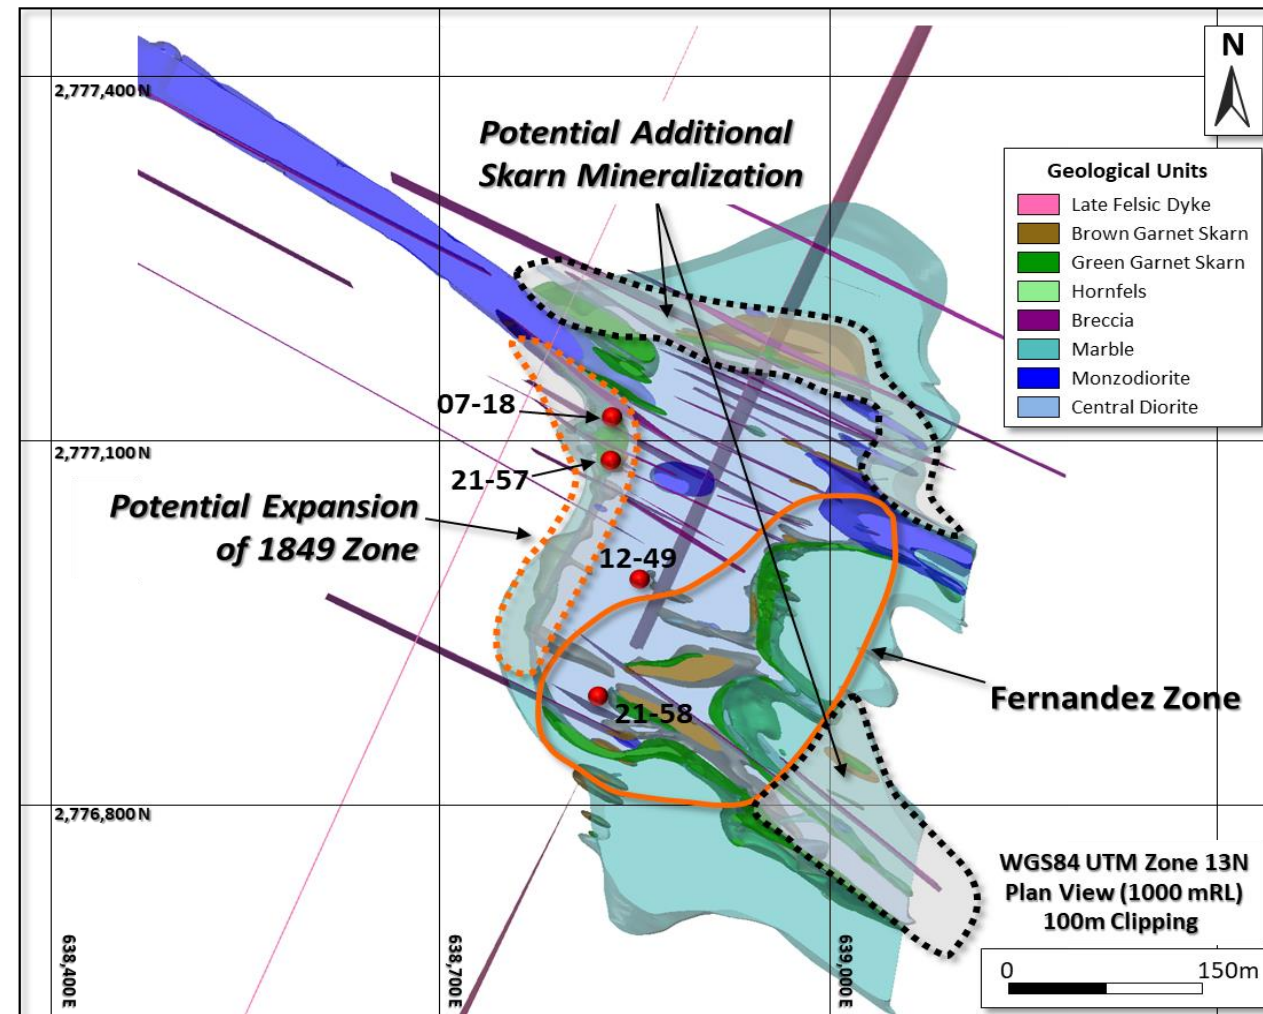 N
2,777,400 N
Potential Additional
Skarn Mineralization
Geological Units
Late Felsic Dyke
Brown Garnet Skarn
Green Garnet Skarn
Hornfels
Breccia
Marble
Monzodiorite
Central Diorite
07-18
2,777,100 N
21-57
Potential Expansion
of 1849 Zone
12-49
Fernandez Zone
21-58
2,776,800 N
WGS84 UTM Zone 13N
Plan View (1000 mRL)
100m Clipping
638,400 E
638,700 E
639,000 E
0 150m